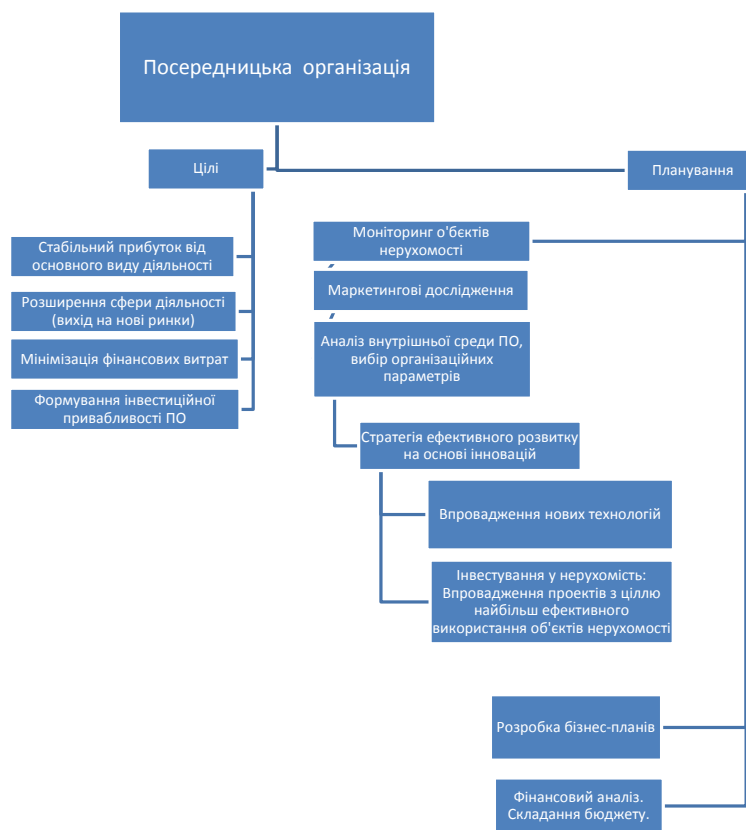 Посередницька організація
Цілі
Планування
Стабільний прибуток від
основного виду діяльності
Розширення сфери діяльності
(вихід на нові ринки)
Мінімізація фінансових витрат
Формування інвестиційної
привабливості ПО
Моніторинг о'бєктів
нерухомості
Маркетингові дослідження
Аналіз внутрішньої среди ПО,
вибір організаційних
параметрів
Стратегія ефективного розвитку
на основі інновацій
Впровадження нових технологій
Інвестування у нерухомість:
Впровадження проектів з ціллю
найбільш ефективного
використання об'єктів нерухомості
Розробка бізнес-планів
Фінансовий аналіз.
Складання бюджету.